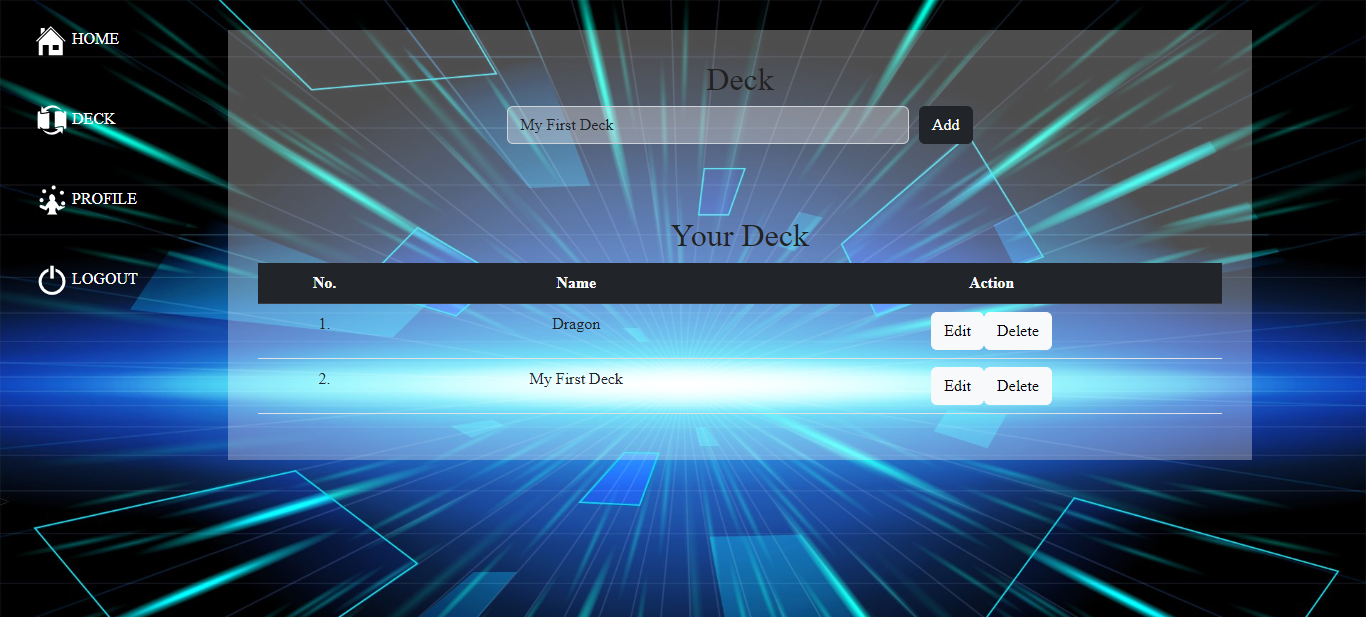 HOME
DECK
PROFILE
LOGOUT
Deck
My First Deck Add
Your Deck
No. Name Action
1. Dragon Edit Delete
2. My First Deck Edit Delete
>